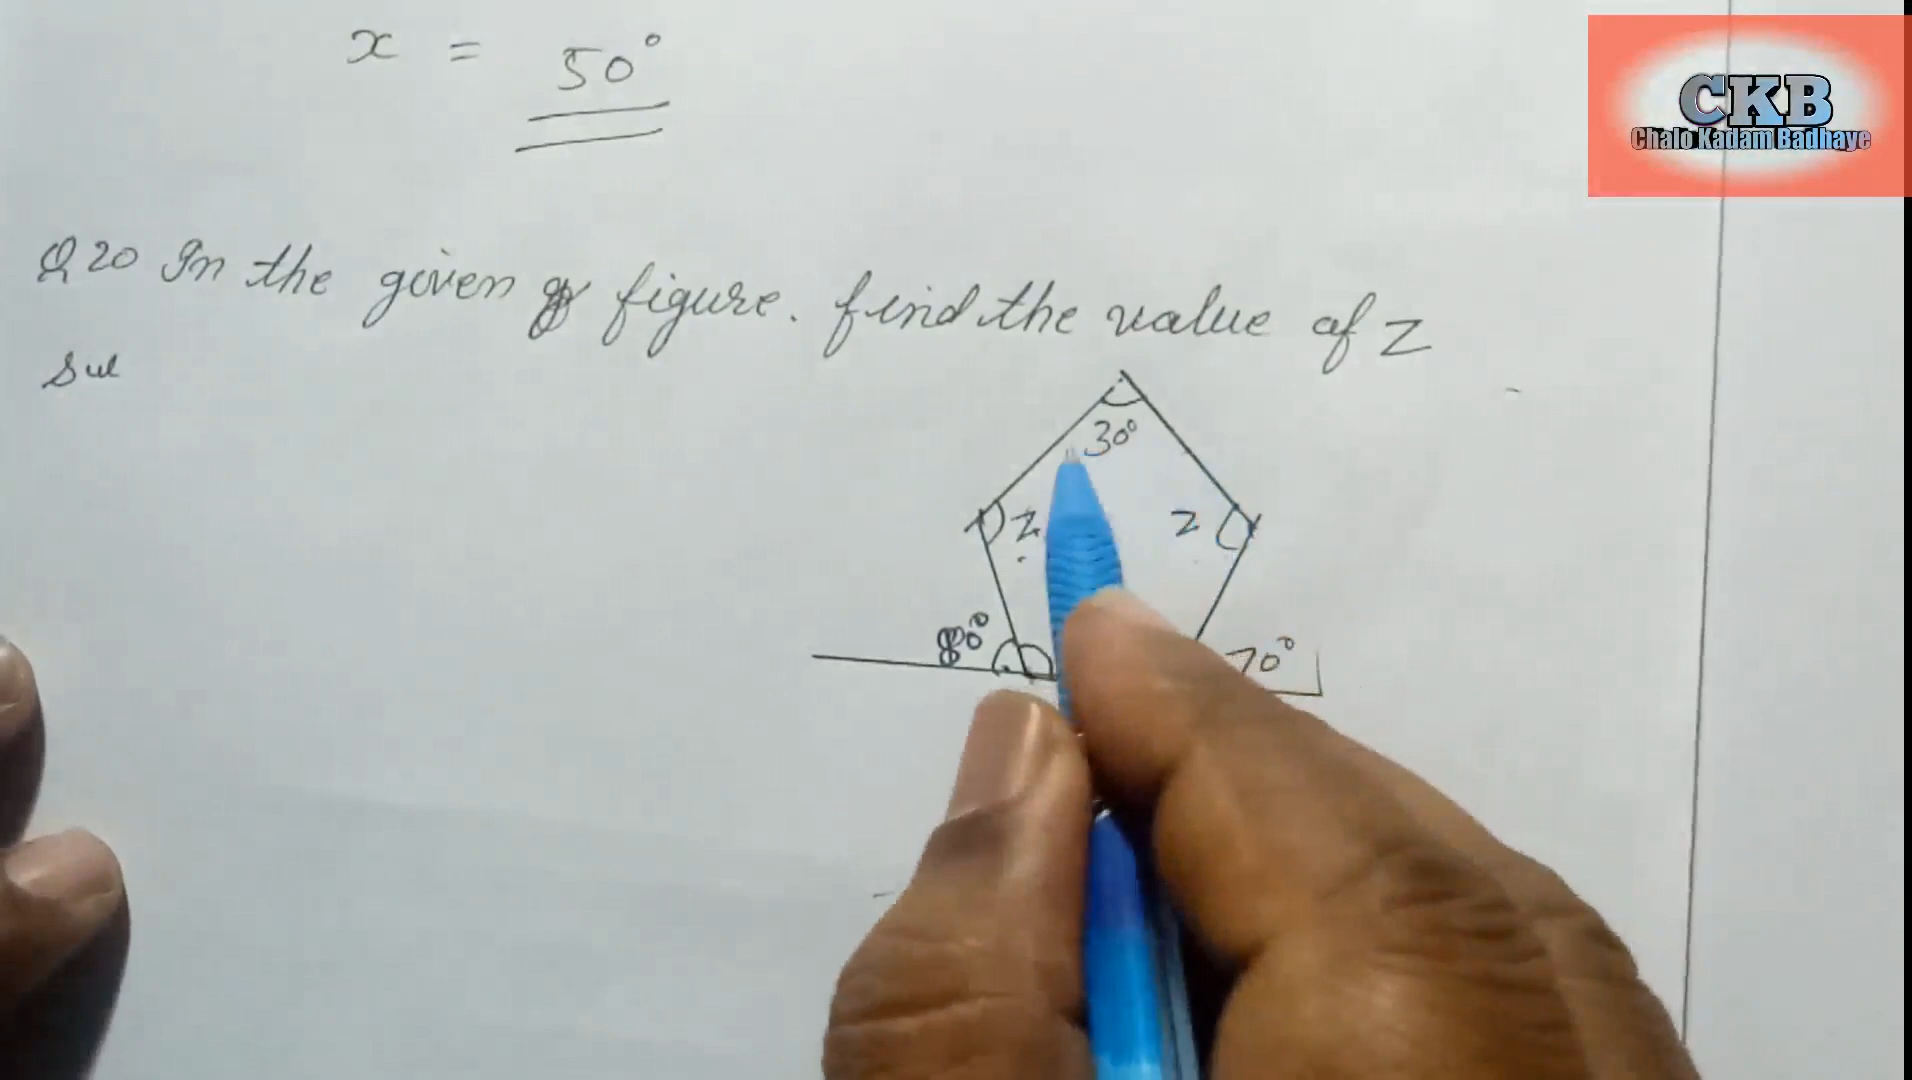 x = 50°
CKB
Chalo Kadam Badhaye
Q20 In the given figure. find the value of z
Sol
30°
z z
80° 70°